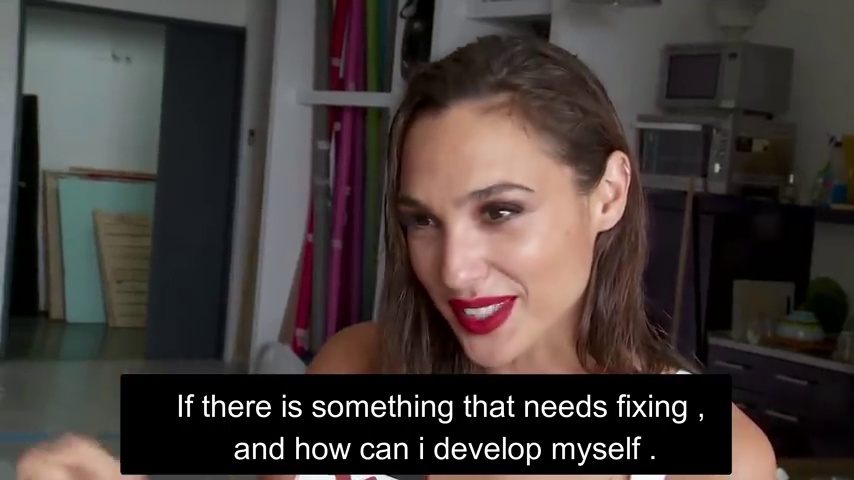 If there is something that needs fixing ,
and how can i develop myself .